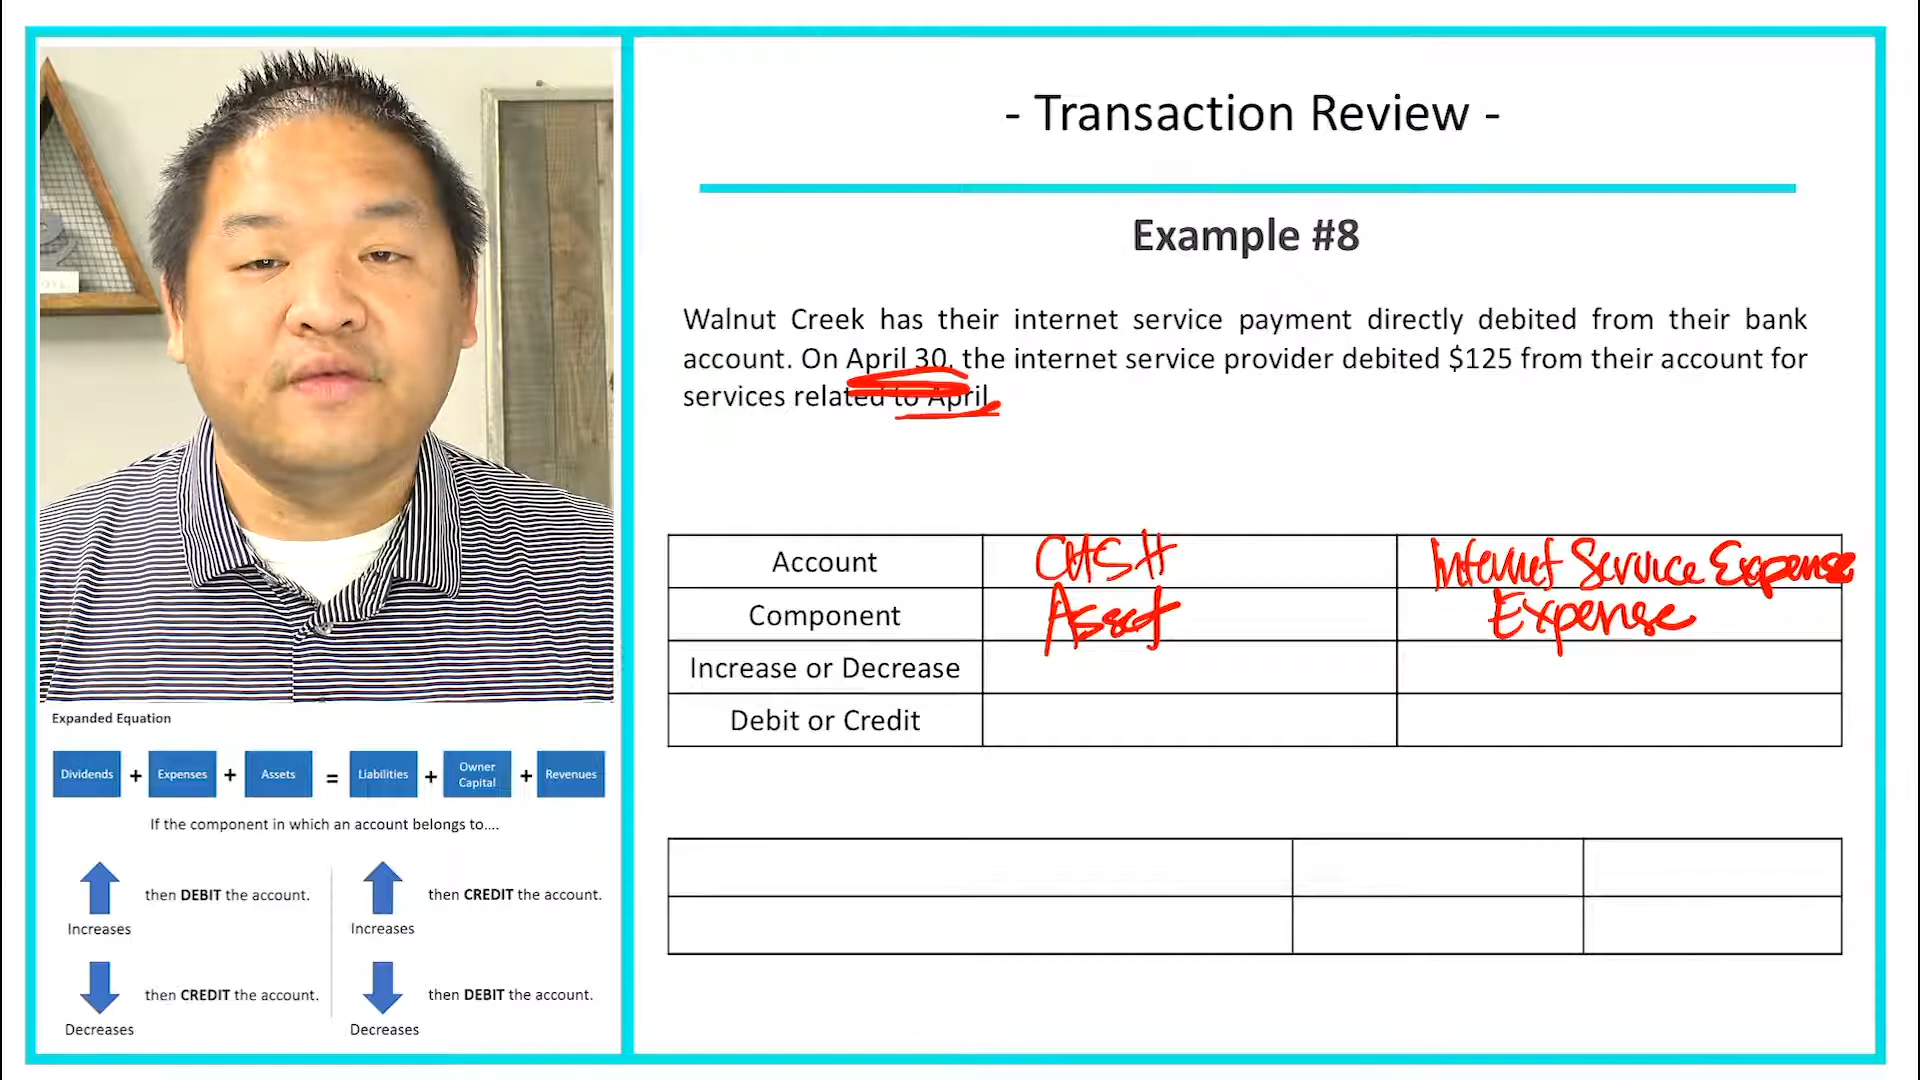 - Transaction Review -
Example #8
Walnut Creek has their internet service payment directly debited from their bank
account. On April 30, the internet service provider debited $125 from their account for
services related to April
Account CASH Internet Service Expense
Component Asset Expense
Increase or Decrease
Debit or Credit
Expanded Equation
Dividends + Expenses + Assets = Liabilities + Owner Capital + Revenues
If the component in which an account belongs to....
then DEBIT the account. then CREDIT the account.
Increases Increases
then CREDIT the account. then DEBIT the account.
Decreases Decreases